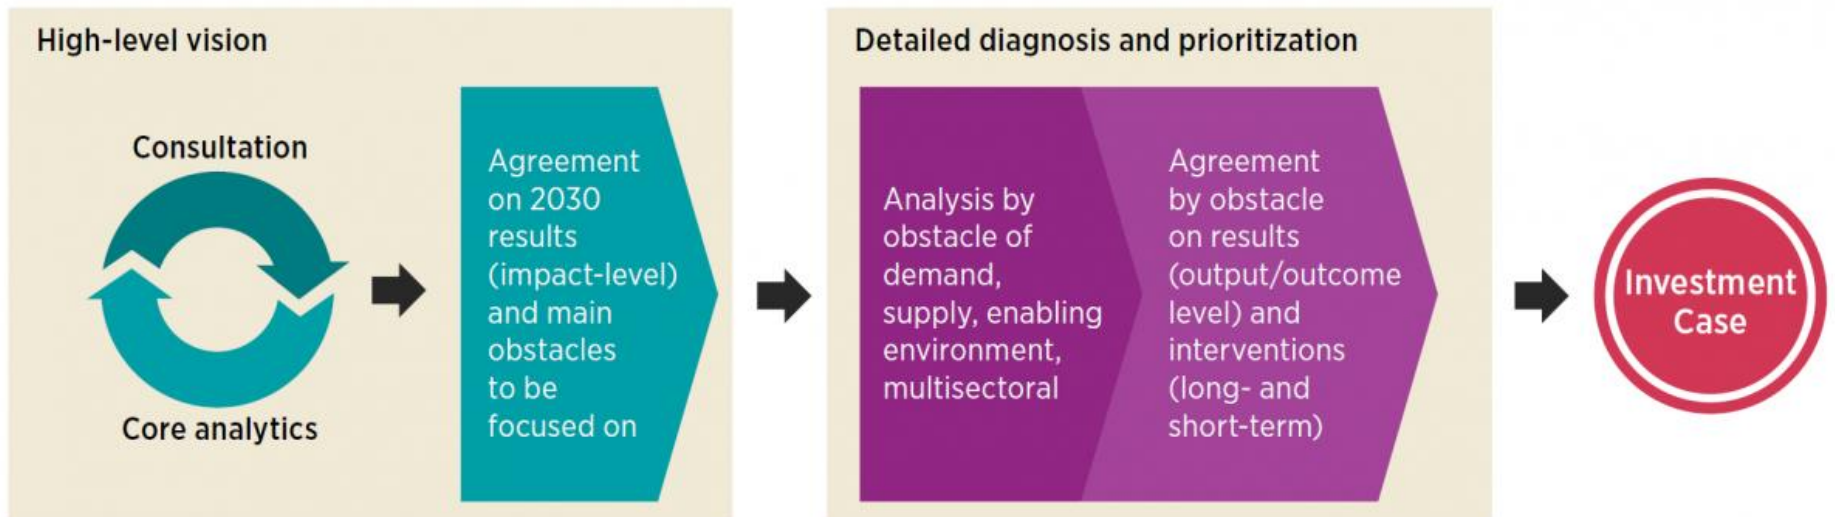 High-level vision
Consultation
Core analytics
Agreement
on 2030
results
(impact-level)
and main
obstacles
to be
focused on
Detailed diagnosis and prioritization
Analysis by
obstacle of
demand,
supply, enabling
environment,
multisectoral
Agreement
by obstacle
on results
(output/outcome
level) and
interventions
(long- and
short-term)
Investment
Case